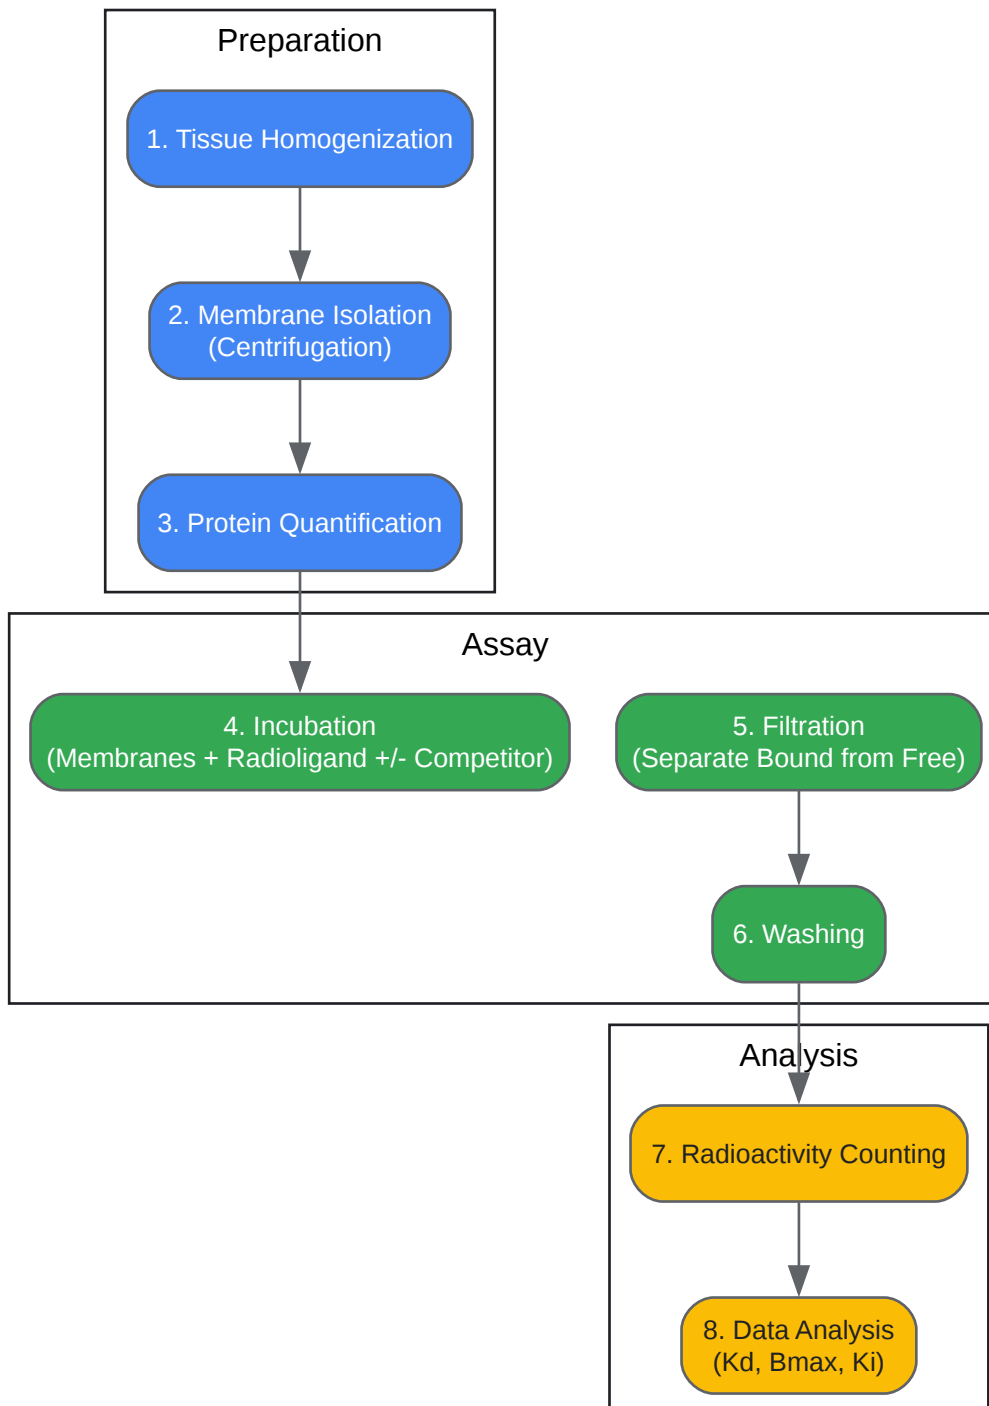 Preparation
1. Tissue Homogenization
2. Membrane Isolation
(Centrifugation)
3. Protein Quantification
Assay
4. Incubation
(Membranes + Radioligand +/- Competitor)
5. Filtration
(Separate Bound from Free)
6. Washing
Analysis
7. Radioactivity Counting
8. Data Analysis
(Kd, Bmax, Ki)